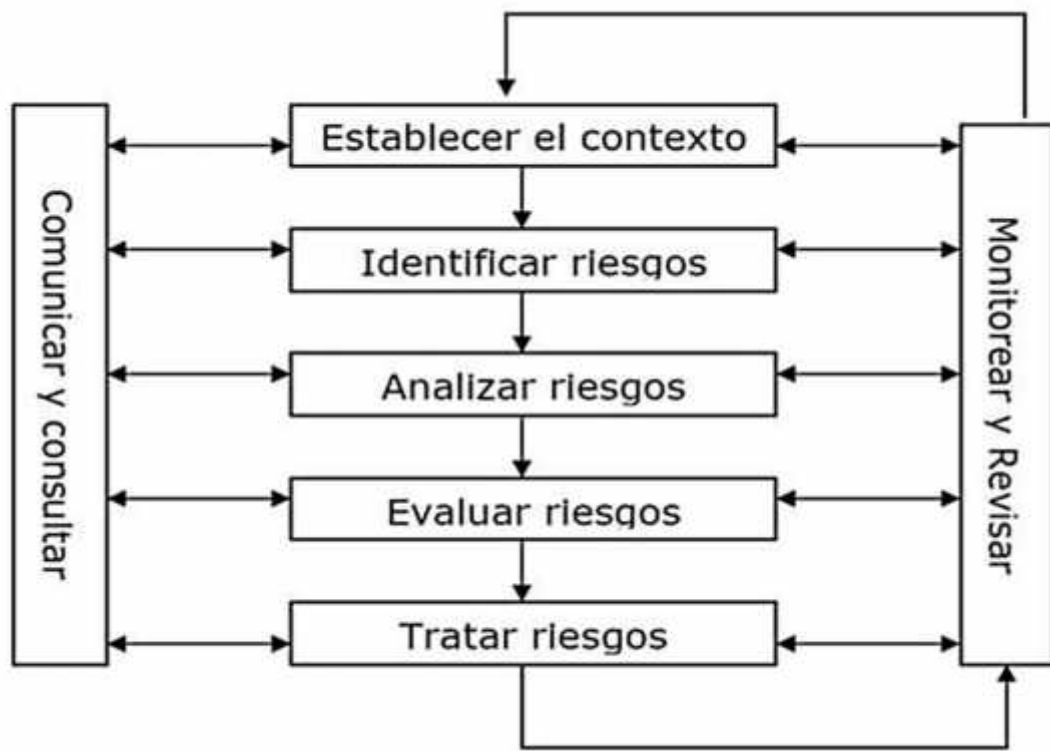 Establecer el contexto
Identificar riesgos
Analizar riesgos
Evaluar riesgos
Tratar riesgos
Comunicar y consultar
Monitorear y Revisar